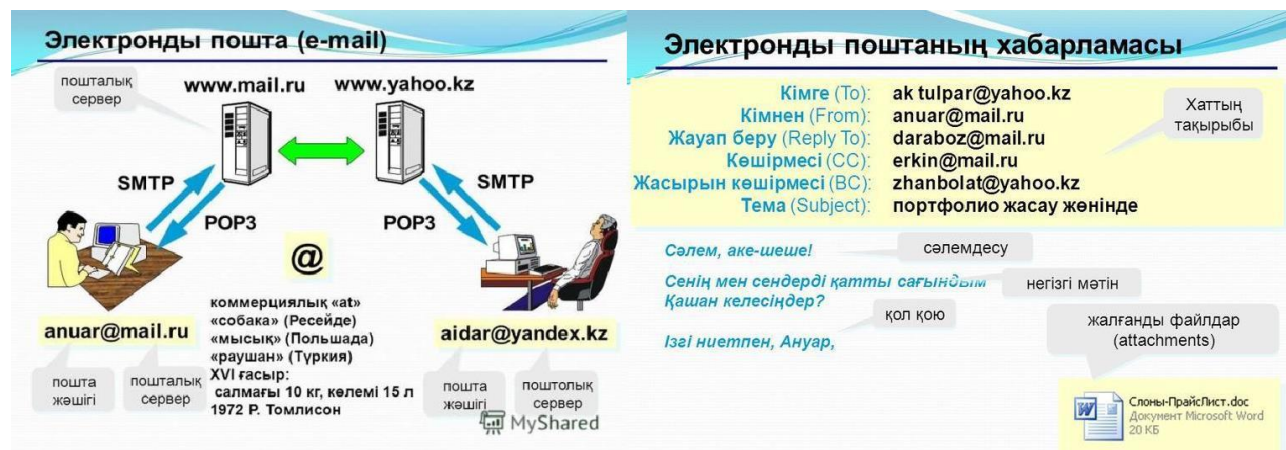 Электронды пошта (e-mail)
пошталық
сервер
www.mail.ru www.yahoo.kz
SMTP
SMTP
POP3
POP3
@
коммерциялық «at»
«собака» (Ресейде)
«мысық» (Польшада)
«раушан» (Түркия)
XVI ғасыр:
салмағы 10 кг, көлемі 15 л
1972 Р. Томлисон
anuar@mail.ru
aidar@yandex.kz
пошта
жәшігі
пошталық
сервер
пошта
жәшігі
поштолық
сервер
MyShared
Электронды поштаның хабарламасы
Кімге (To): ak tulpar@yahoo.kz
Кімнен (From): anuar@mail.ru
Жауап беру (Reply To): daraboz@mail.ru
Көшірмесі (CC): erkin@mail.ru
Жасырын көшірмесі (BC): zhanbolat@yahoo.kz
Тема (Subject): портфолио жасау жөнінде
Хаттың
тақырыбы
Сәлем, аке-шеше!
сәлемдесу
Сенің мен сендерді қатты сағындым
Қашан келесіңдер?
негізгі мәтін
қол қою
Ізгі ниетпен, Ануар,
жалғанды файлдар
(attachments)
Слоны-ПрайсЛист.doc
Документ Microsoft Word
20 КБ